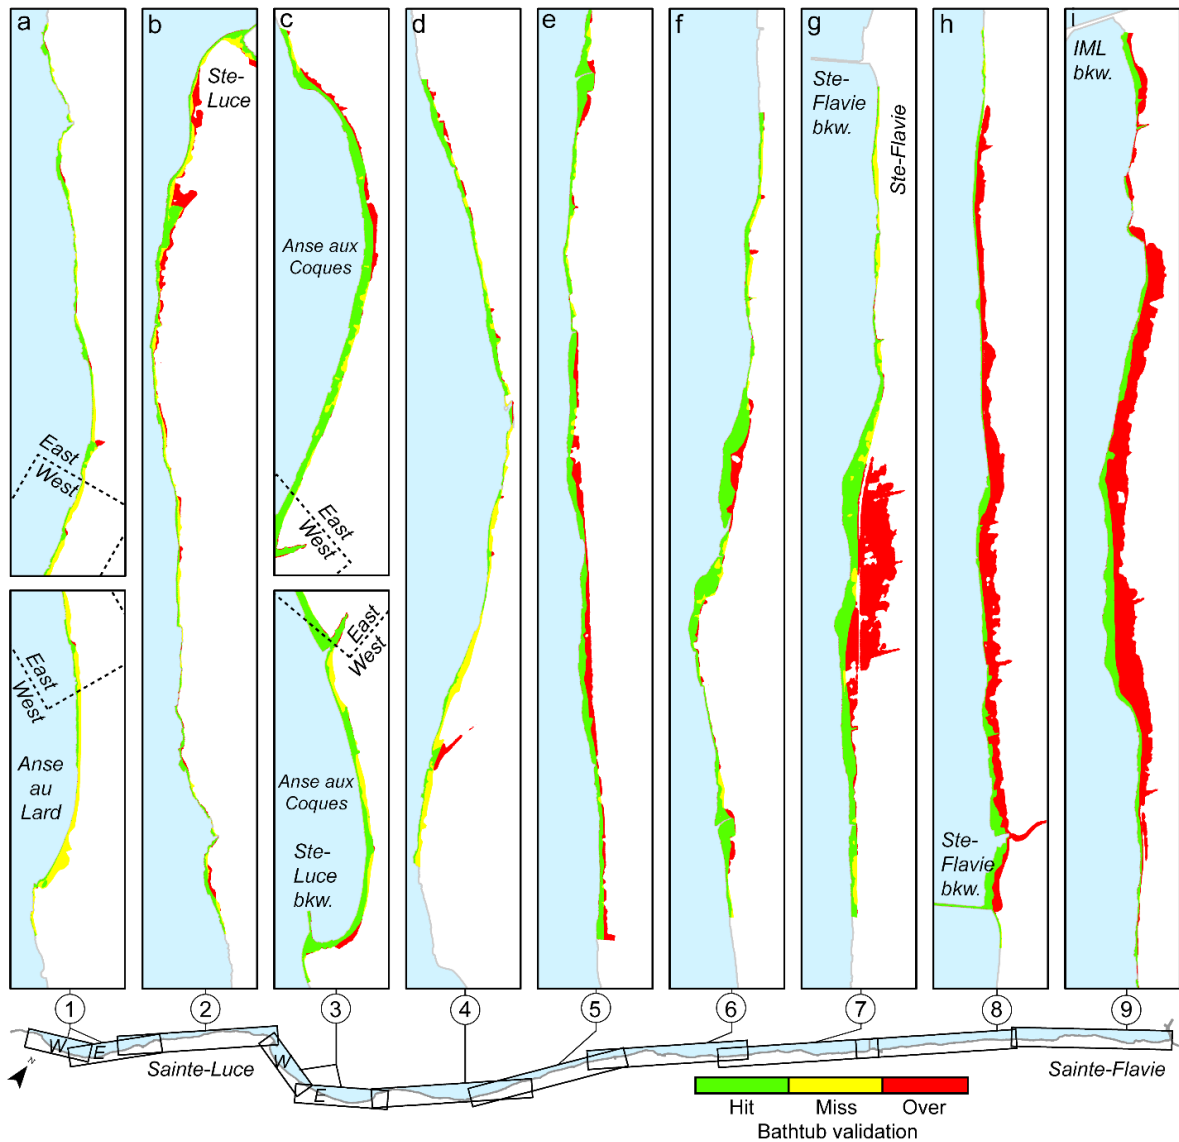 a
b
c
d
e
f
g
h
i
Ste-
Luce
Anse aux
Coques
East
West
East
West
Ste-
Flavie
bkw.
Ste-Flavie
IML
bkw.
East
West
Anse
au
Lard
East
West
Anse aux
Coques
Ste-
Luce
bkw.
Ste-
Flavie
bkw.
1
2
3
4
5
6
7
8
9
W
E
W
E
N
Sainte-Luce
Sainte-Flavie
Hit Miss Over
Bathtub validation